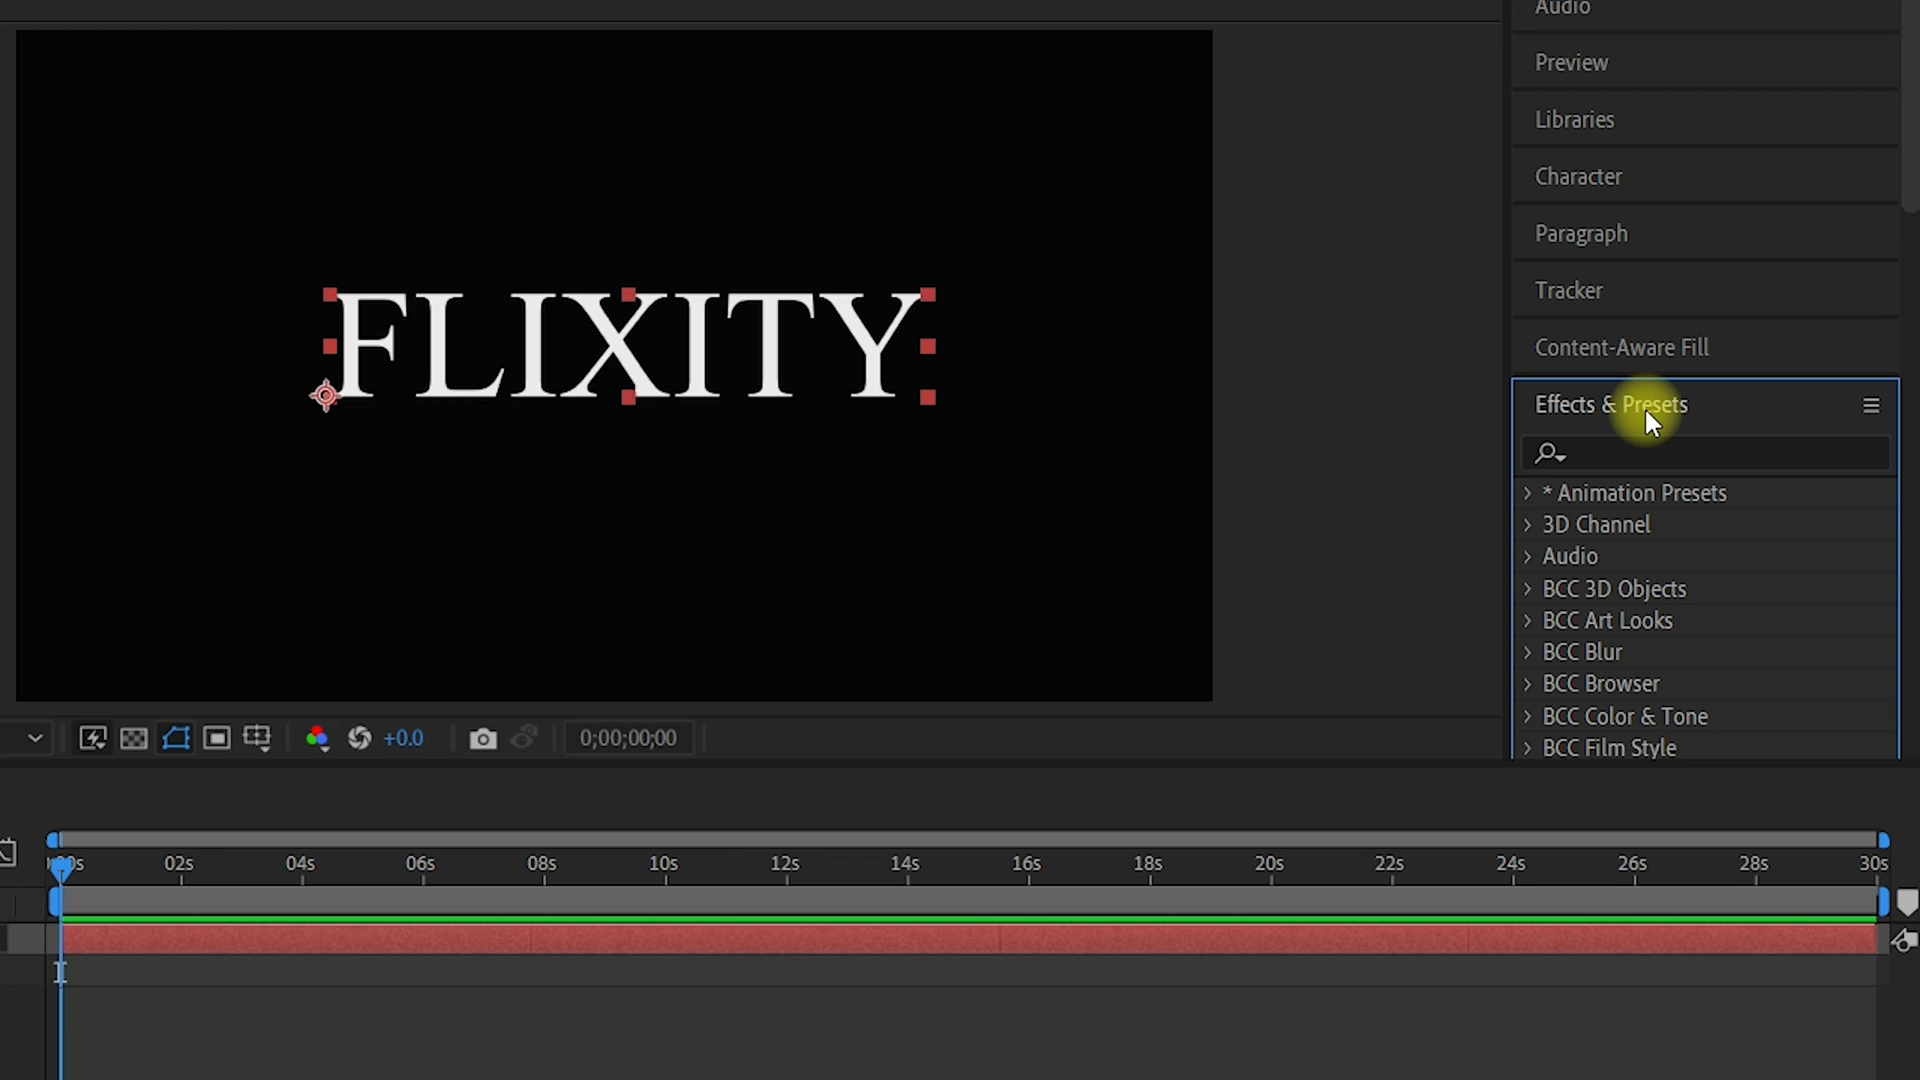 Audio
Preview
Libraries
Character
Paragraph
Tracker
Content-Aware Fill
FLIXITY
Effects & Presets
* Animation Presets
3D Channel
Audio
BCC 3D Objects
BCC Art Looks
BCC Blur
BCC Browser
BCC Color & Tone
BCC Film Style
+0.0 0;00;00;00
02s 04s 06s 08s 10s 12s 14s 16s 18s 20s 22s 24s 26s 28s 30s